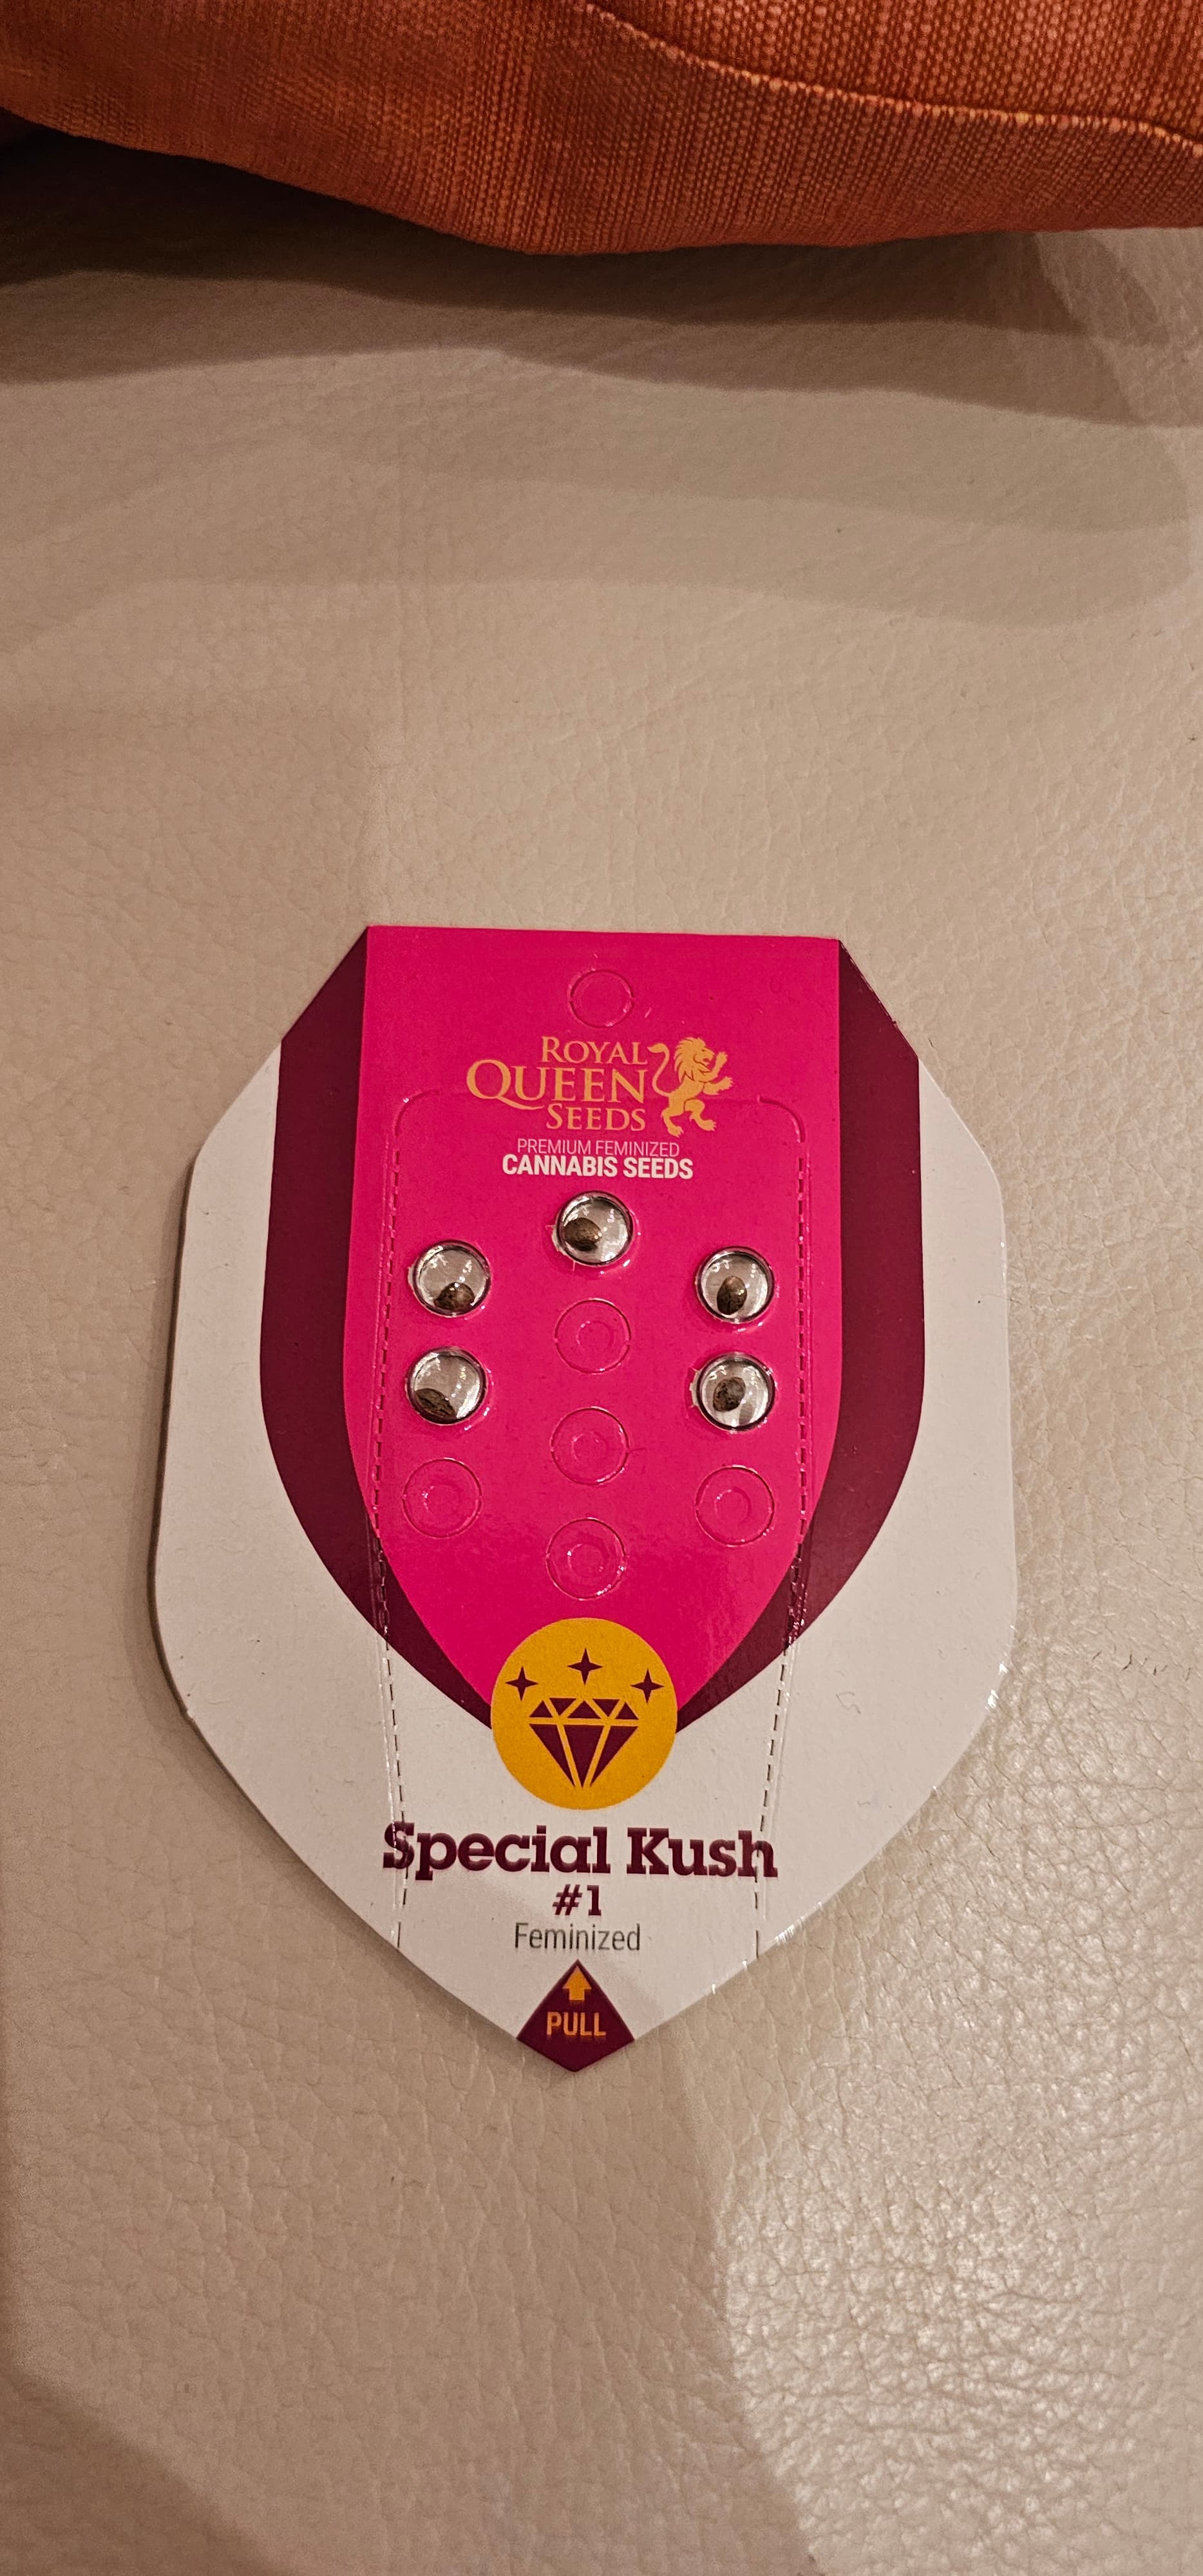 ROYAL
QUEEN
SEEDS
PREMIUM FEMINIZED
CANNABIS SEEDS
Special Kush
#1
Feminized
PULL